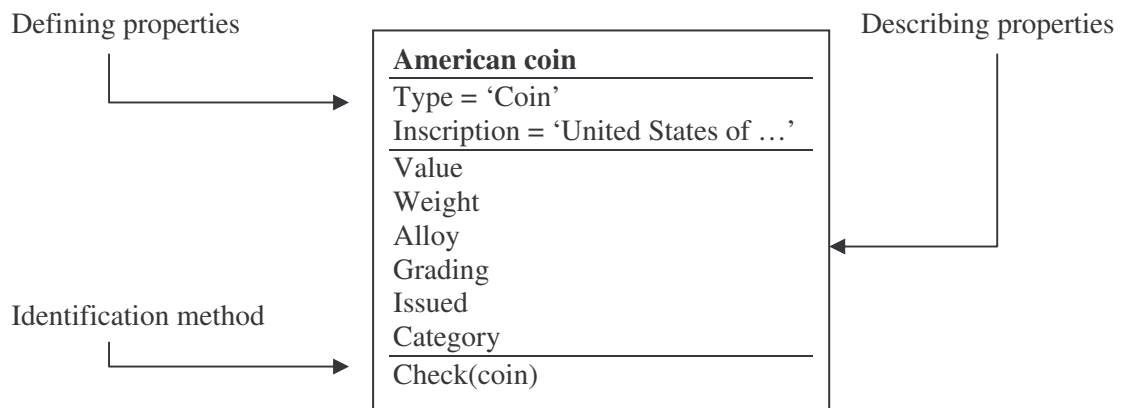 Defining properties
Describing properties
American coin
Type = ‘Coin’
Inscription = ‘United States of …’
Value
Weight
Alloy
Grading
Issued
Category
Identification method
Check(coin)